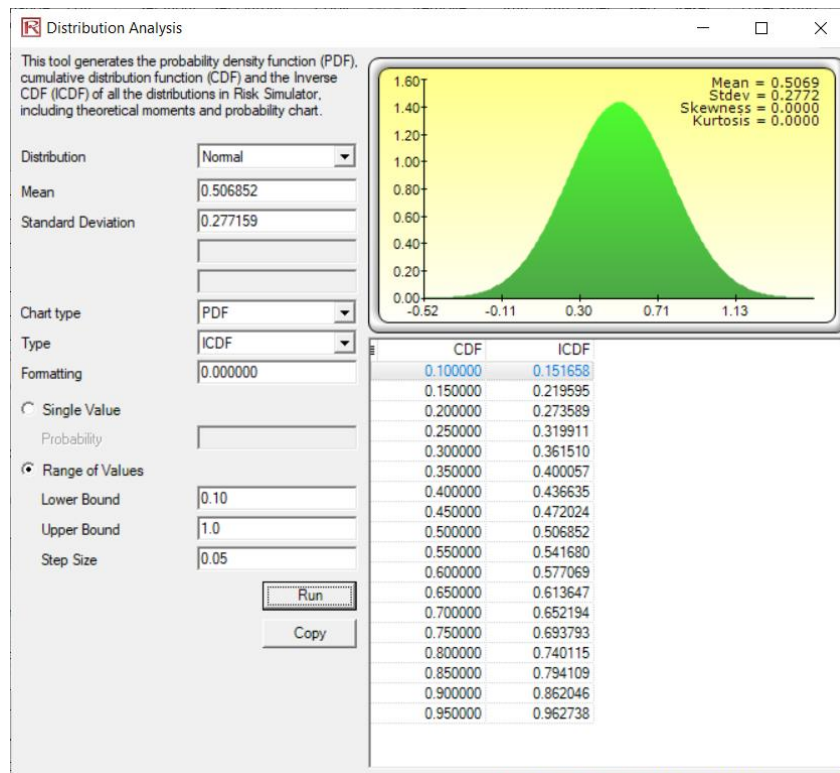 Distribution Analysis
This tool generates the probability density function (PDF),
cumulative distribution function (CDF) and the Inverse
CDF (ICDF) of all the distributions in Risk Simulator,
including theoretical moments and probability chart.
Distribution Normal
Mean 0.506852
Standard Deviation 0.277159
Chart type PDF
Type ICDF
Formatting 0.000000
Single Value
Probability
Range of Values
Lower Bound 0.10
Upper Bound 1.0
Step Size 0.05
Run
Copy
Mean = 0.5069
Stdev = 0.2772
Skewness = 0.0000
Kurtosis = 0.0000
1.60
1.40
1.20
1.00
0.80
0.60
0.40
0.20
0.00
-0.52 -0.11 0.30 0.71 1.13
CDF ICDF
0.100000 0.151658
0.150000 0.219595
0.200000 0.273589
0.250000 0.319911
0.300000 0.361510
0.350000 0.400057
0.400000 0.436635
0.450000 0.472024
0.500000 0.506852
0.550000 0.541680
0.600000 0.577069
0.650000 0.613647
0.700000 0.652194
0.750000 0.693793
0.800000 0.740115
0.850000 0.794109
0.900000 0.862046
0.950000 0.962738